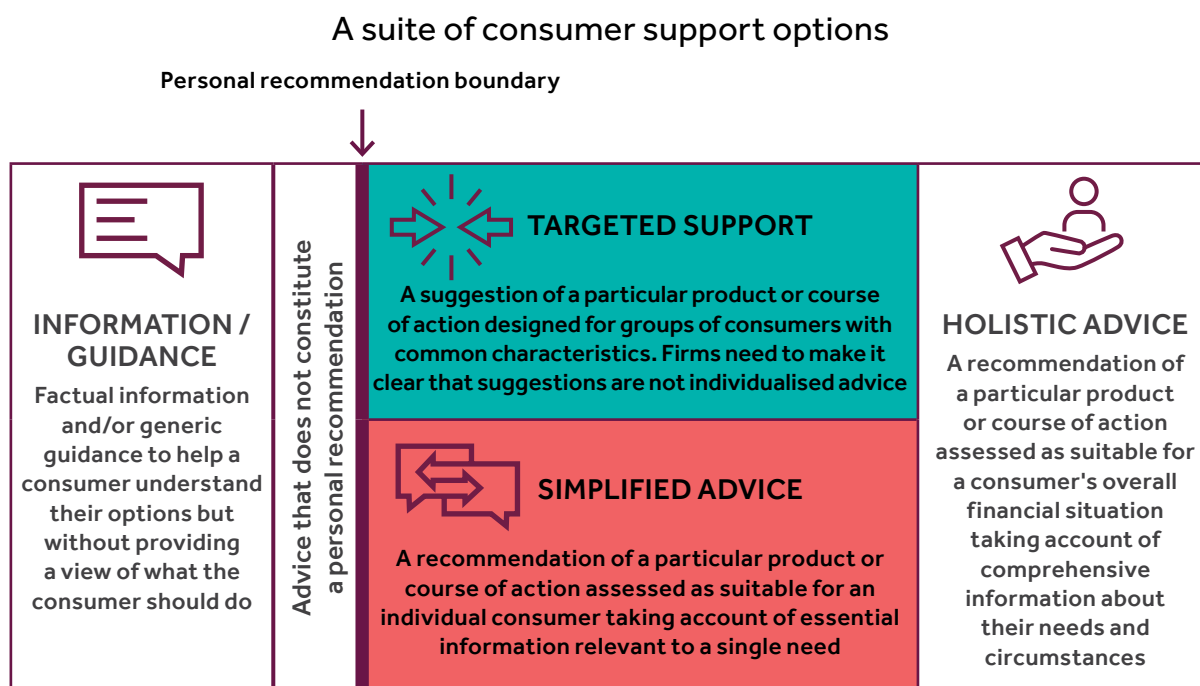 A suite of consumer support options
Personal recommendation boundary
INFORMATION /
GUIDANCE
Factual information
and/or generic
guidance to help a
consumer understand
their options but
without providing
a view of what the
consumer should do
Advice that does not constitute
a personal recommendation
TARGETED SUPPORT
A suggestion of a particular product or course
of action designed for groups of consumers with
common characteristics. Firms need to make it
clear that suggestions are not individualised advice
SIMPLIFIED ADVICE
A recommendation of a particular product or
course of action assessed as suitable for an
individual consumer taking account of essential
information relevant to a single need
HOLISTIC ADVICE
A recommendation of
a particular product
or course of action
assessed as suitable for
a consumer's overall
financial situation
taking account of
comprehensive
information about
their needs and
circumstances